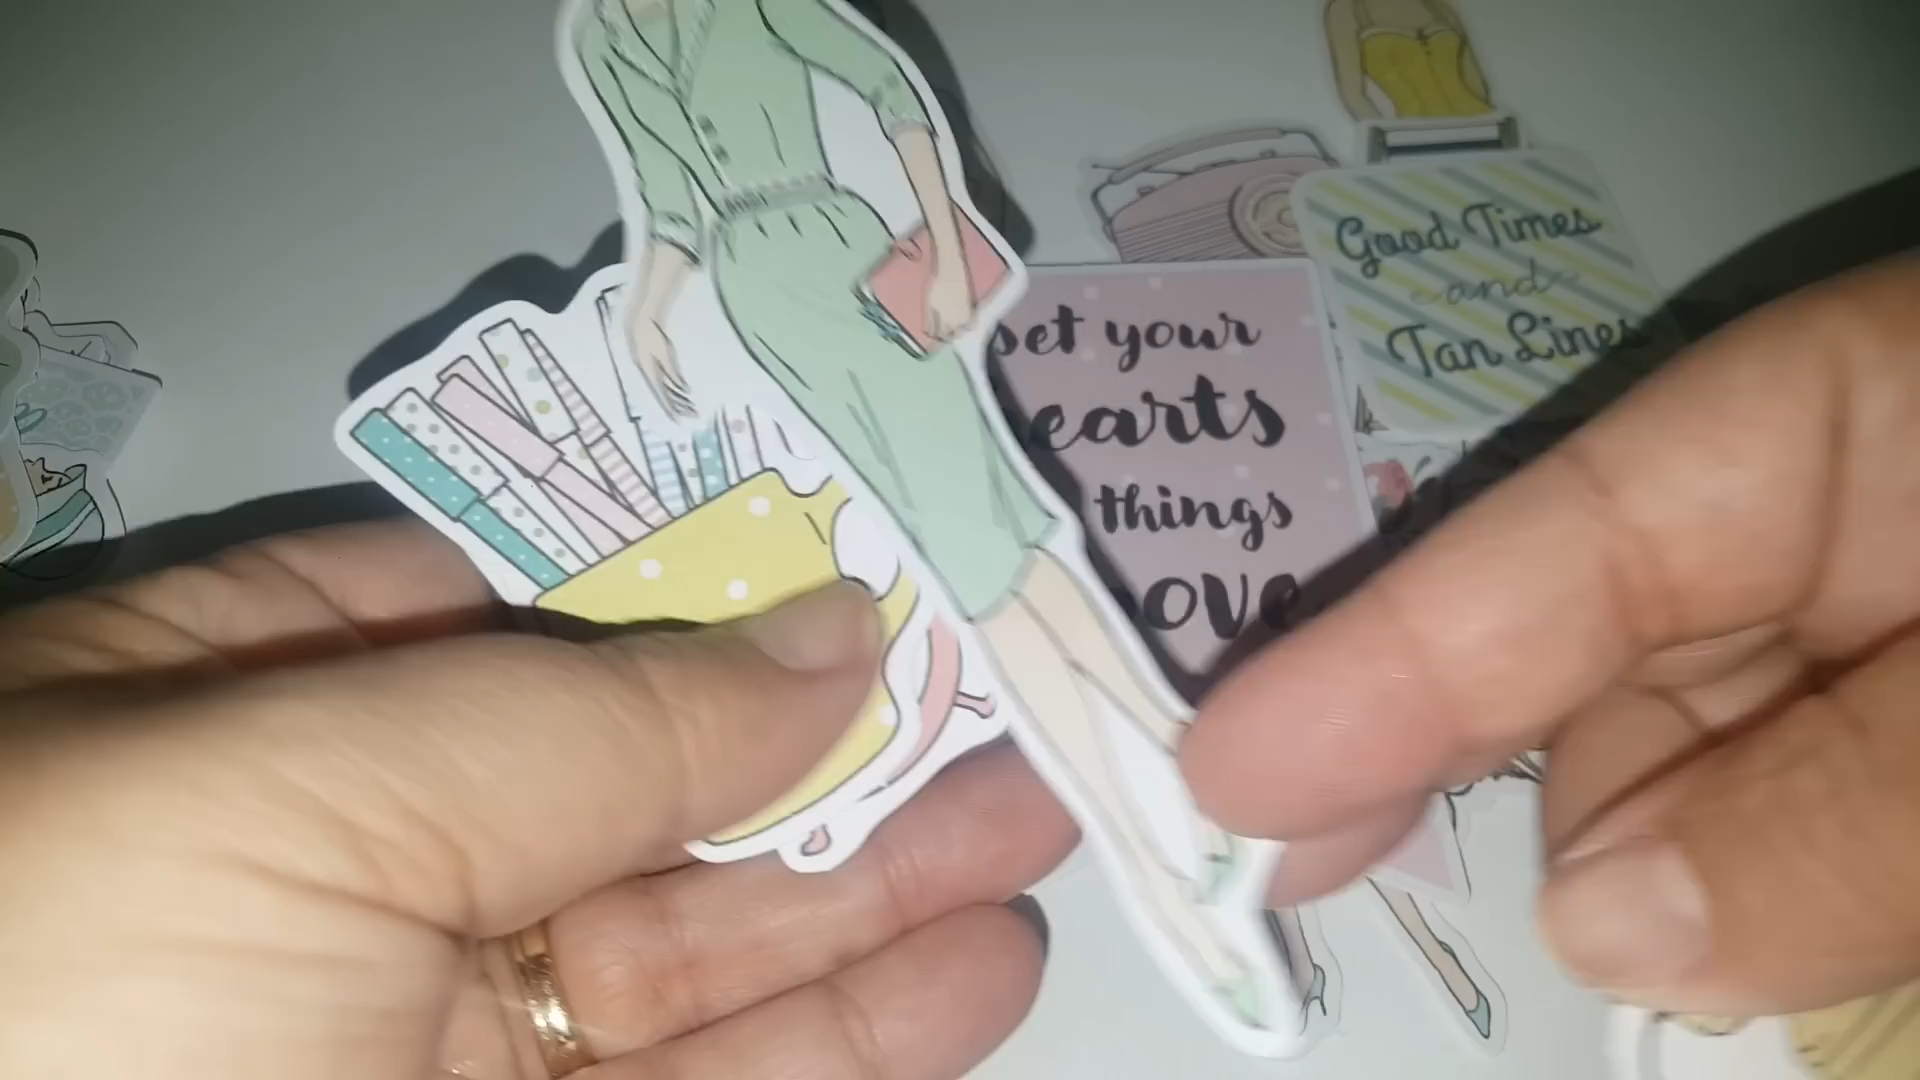 set your
earts
things
ove
Good Times
and
Tan Lines